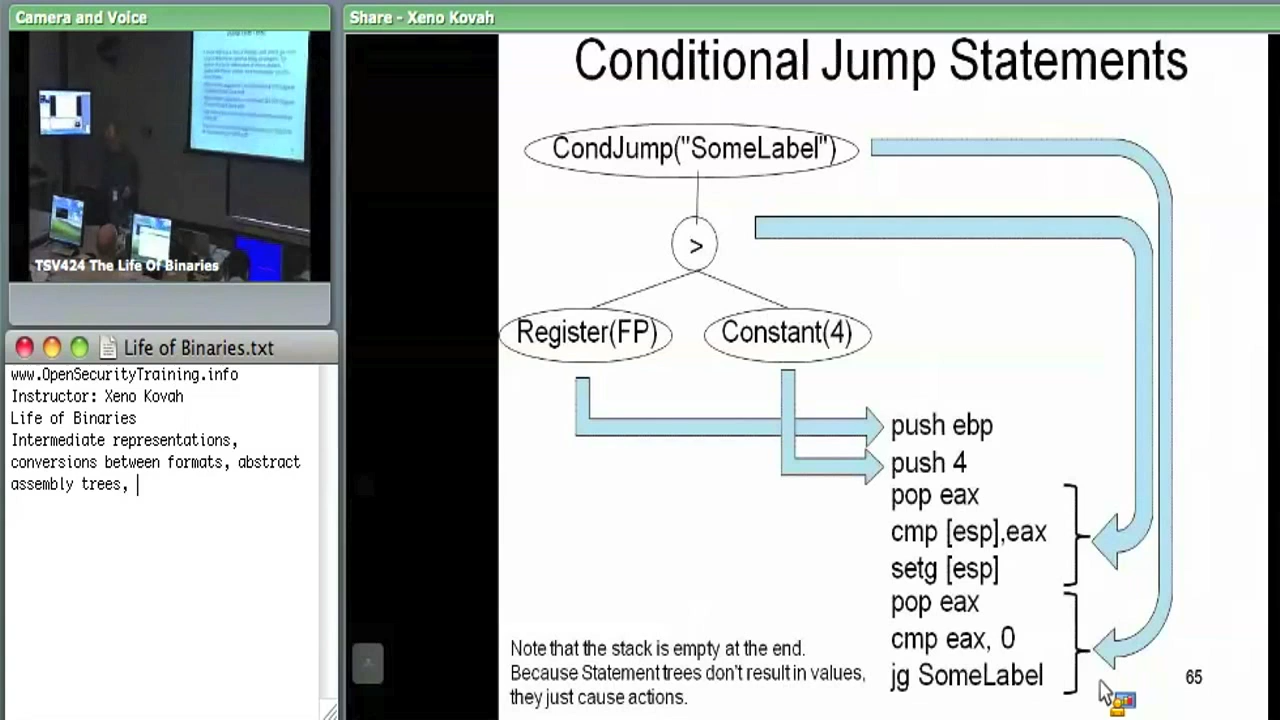 Camera and Voice
TSV424 The Life Of Binaries
Life of Binaries.txt
www.OpenSecurityTraining.info
Instructor: Xeno Kovah
Life of Binaries
Intermediate representations,
conversions between formats, abstract
assembly trees,
Share - Xeno Kovah
Conditional Jump Statements
CondJump("SomeLabel")
>
Register(FP)
Constant(4)
push ebp
push 4
pop eax
cmp [esp],eax
setg [esp]
pop eax
cmp eax, 0
jg SomeLabel
Note that the stack is empty at the end.
Because Statement trees don't result in values,
they just cause actions.
65